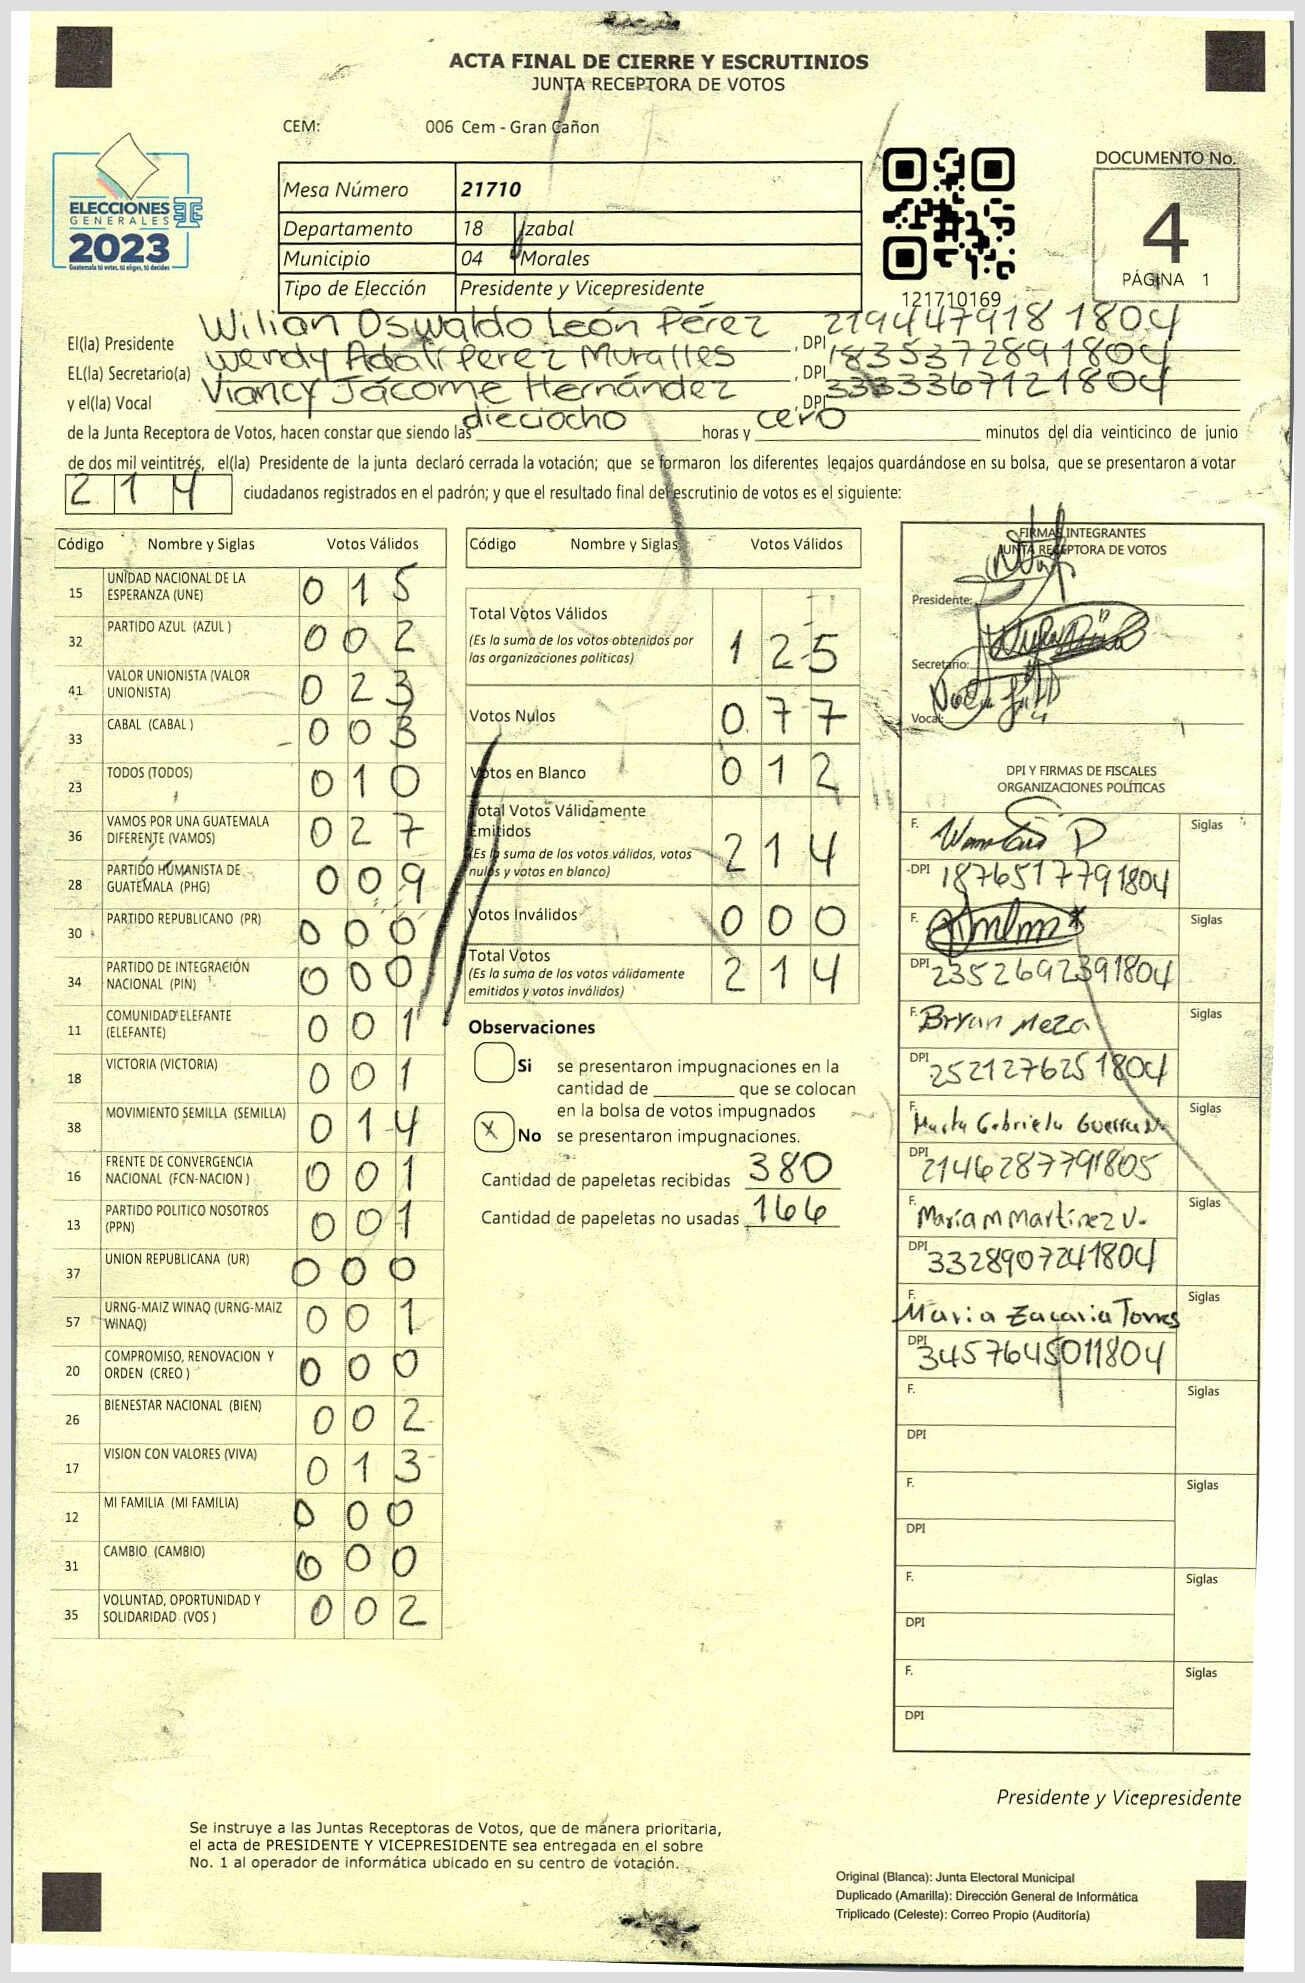 ACTA FINAL DE CIERRE Y ESCRUTINIOS
JUNTA RECEPTORA DE VOTOS
CEM: 006 Cem - Gran Cañon
ELECCIONES
GENERALES
2023
Guatemala tú votas, tú eliges, tú decides
Mesa Número 21710
Departamento 18 Izabal
Municipio 04 Morales
Tipo de Elección Presidente y Vicepresidente
121710169
DOCUMENTO No.
4
PÁGINA 1
El(la) Presidente Wilian Oswaldo León Pérez, DPI 2194479181804
EL(la) Secretario(a) Wendy Adali Perez Muralles, DPI 1835372891804
y el(la) Vocal Viancy Jácome Hernández, DPI 3333367121804
de la Junta Receptora de Votos, hacen constar que siendo las dieciocho horas y cero minutos del dia veinticinco de junio
de dos mil veintitrés, el(la) Presidente de la junta declaró cerrada la votación; que se formaron los diferentes legajos guardándose en su bolsa, que se presentaron a votar
214 ciudadanos registrados en el padrón; y que el resultado final del escrutinio de votos es el siguiente:
Código Nombre y Siglas Votos Válidos
15 UNIDAD NACIONAL DE LA ESPERANZA (UNE) 015
32 PARTIDO AZUL (AZUL ) 002
41 VALOR UNIONISTA (VALOR UNIONISTA) 023
33 CABAL (CABAL ) 003
23 TODOS (TODOS) 010
36 VAMOS POR UNA GUATEMALA DIFERENTE (VAMOS) 027
28 PARTIDO HUMANISTA DE GUATEMALA (PHG) 009
30 PARTIDO REPUBLICANO (PR) 000
34 PARTIDO DE INTEGRACIÓN NACIONAL (PIN) 000
11 COMUNIDAD ELEFANTE (ELEFANTE) 001
18 VICTORIA (VICTORIA) 001
38 MOVIMIENTO SEMILLA (SEMILLA) 014
16 FRENTE DE CONVERGENCIA NACIONAL (FCN-NACION ) 001
13 PARTIDO POLITICO NOSOTROS (PPN) 001
37 UNION REPUBLICANA (UR) 000
57 URNG-MAIZ WINAQ (URNG-MAIZ WINAQ) 001
20 COMPROMISO, RENOVACION Y ORDEN (CREO ) 000
26 BIENESTAR NACIONAL (BIEN) 002
17 VISION CON VALORES (VIVA) 013
12 MI FAMILIA (MI FAMILIA) 000
31 CAMBIO (CAMBIO) 000
35 VOLUNTAD, OPORTUNIDAD Y SOLIDARIDAD (VOS ) 002
Código Nombre y Siglas Votos Válidos
Total Votos Válidos 125
(Es la suma de los votos obtenidos por
las organizaciones políticas)
Votos Nulos 077
Votos en Blanco 012
Total Votos Válidamente
Emitidos 214
(Es la suma de los votos válidos, votos
nulos y votos en blanco)
Votos Inválidos 000
Total Votos 214
(Es la suma de los votos válidamente
emitidos y votos inválidos)
Observaciones
Si se presentaron impugnaciones en la
cantidad de ________ que se colocan
en la bolsa de votos impugnados
X No se presentaron impugnaciones.
Cantidad de papeletas recibidas 380
Cantidad de papeletas no usadas 166
FIRMAS INTEGRANTES
JUNTA RECEPTORA DE VOTOS
Presidente:
Secretario:
Vocal:
DPI Y FIRMAS DE FISCALES
ORGANIZACIONES POLÍTICAS
F. Siglas
DPI 1876517791804
F. Siglas
DPI 2352692391804
F. Bryan Meza Siglas
DPI 2521276251804
F. Marta Gabriela Guerra Siglas
DPI 2146287791805
F. María M Martínez V. Siglas
DPI 3328907241804
F. Maria Zacaria Torres Siglas
DPI 3457645011804
F. Siglas
DPI
F. Siglas
DPI
F. Siglas
DPI
F. Siglas
DPI
Presidente y Vicepresidente
Se instruye a las Juntas Receptoras de Votos, que de manera prioritaria,
el acta de PRESIDENTE Y VICEPRESIDENTE sea entregada en el sobre
No. 1 al operador de informática ubicado en su centro de votación.
Original (Blanca): Junta Electoral Municipal
Duplicado (Amarilla): Dirección General de Informática
Triplicado (Celeste): Correo Propio (Auditoría)